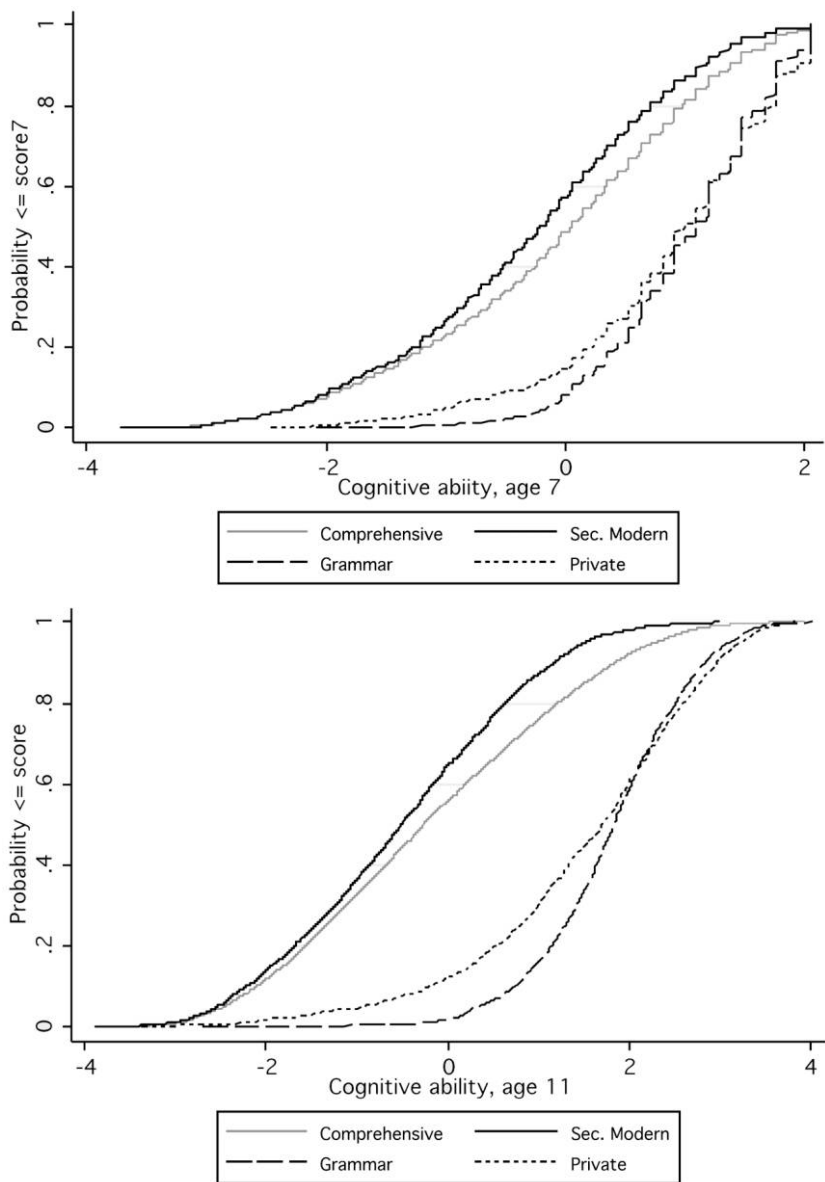 Probability <= score7
1
.8
.6
.4
.2
0
-4 -2 0 2
Cognitive abiity, age 7
Comprehensive Sec. Modern
Grammar Private
Probability <= score
1
.8
.6
.4
.2
0
-4 -2 0 2 4
Cognitive ability, age 11
Comprehensive Sec. Modern
Grammar Private